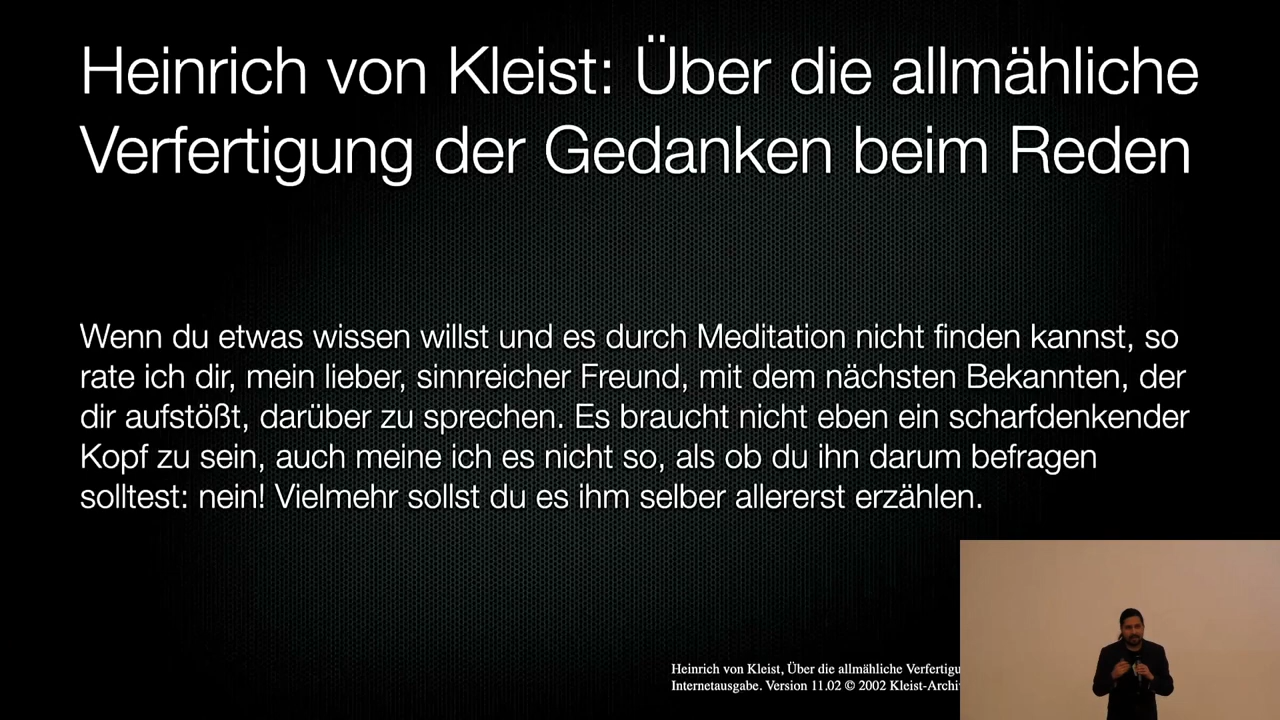 Heinrich von Kleist: Über die allmähliche
Verfertigung der Gedanken beim Reden
Wenn du etwas wissen willst und es durch Meditation nicht finden kannst, so
rate ich dir, mein lieber, sinnreicher Freund, mit dem nächsten Bekannten, der
dir aufstößt, darüber zu sprechen. Es braucht nicht eben ein scharfdenkender
Kopf zu sein, auch meine ich es nicht so, als ob du ihn darum befragen
solltest: nein! Vielmehr sollst du es ihm selber allererst erzählen.
Heinrich von Kleist, Über die allmähliche
Internetausgabe. Version 11.02 © 2002